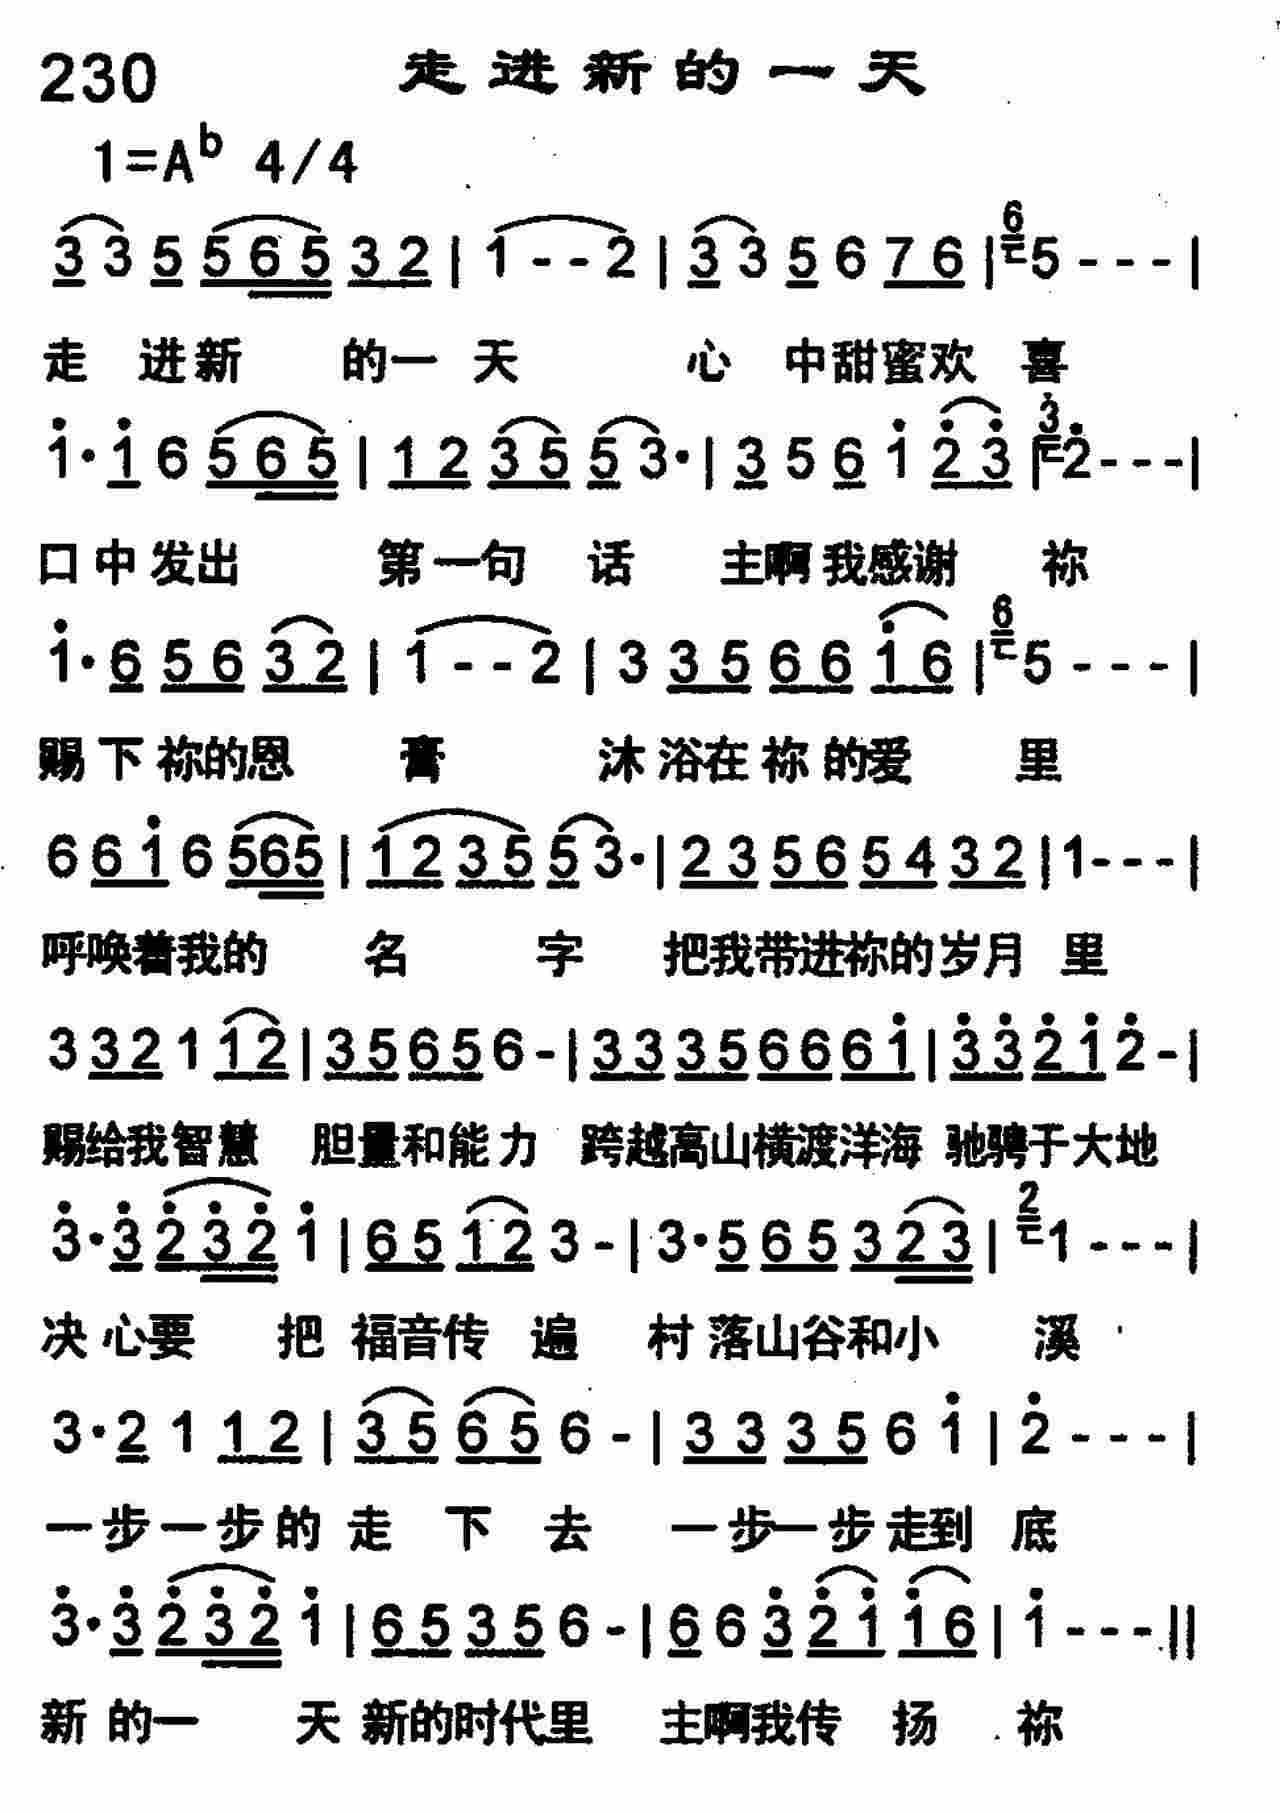 230 走进新的一天
1=A♭ 4/4
3 3 5 5 6 5 3 2 | 1 - - 2 | 3 3 5 6 7 6 | 6 5 - - - |
走 进新 的一 天 心 中甜蜜欢 喜
1· 1 6 5 6 5 | 1 2 3 5 5 3· | 3 5 6 1 2 3 | 3 2 - - - |
口中发出 第一句 话 主啊我感谢 祢
1· 6 5 6 3 2 | 1 - - 2 | 3 3 5 6 6 1 6 | 6 5 - - - |
赐下祢的恩 膏 沐浴在祢的爱 里
6 6 1 6 5 6 5 | 1 2 3 5 5 3· | 2 3 5 6 5 4 3 2 | 1 - - - |
呼唤着我的 名 字 把我带进祢的岁月 里
3 3 2 1 1 2 | 3 5 6 5 6 - | 3 3 3 5 6 6 6 1 | 3 3 2 1 2 - |
赐给我智慧 胆量和能力 跨越高山横渡洋海 驰骋于大地
3· 3 2 3 2 1 | 6 5 1 2 3 - | 3· 5 6 5 3 2 3 | 2 1 - - - |
决心要 把 福音传 遍 村落山谷和小 溪
3· 2 1 1 2 | 3 5 6 5 6 - | 3 3 3 5 6 1 | 2 - - - |
一步一步的 走 下 去 一步一步走到 底
3· 3 2 3 2 1 | 6 5 3 5 6 - | 6 6 3 2 1 1 6 | 1 - - - ||
新 的一 天 新的时代里 主啊我传 扬 祢